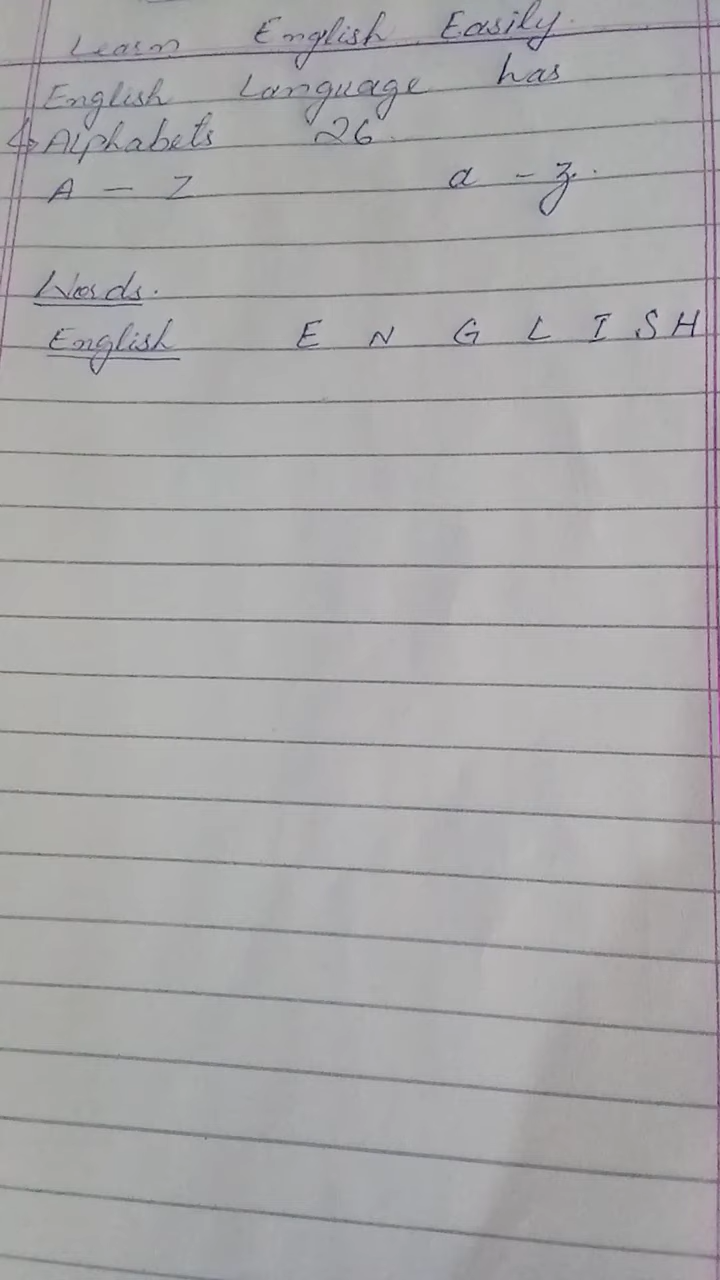 Learn English Easily.
English Language has
Alphabets 26.
A - Z a - z.
Words.
English E N G L I S H